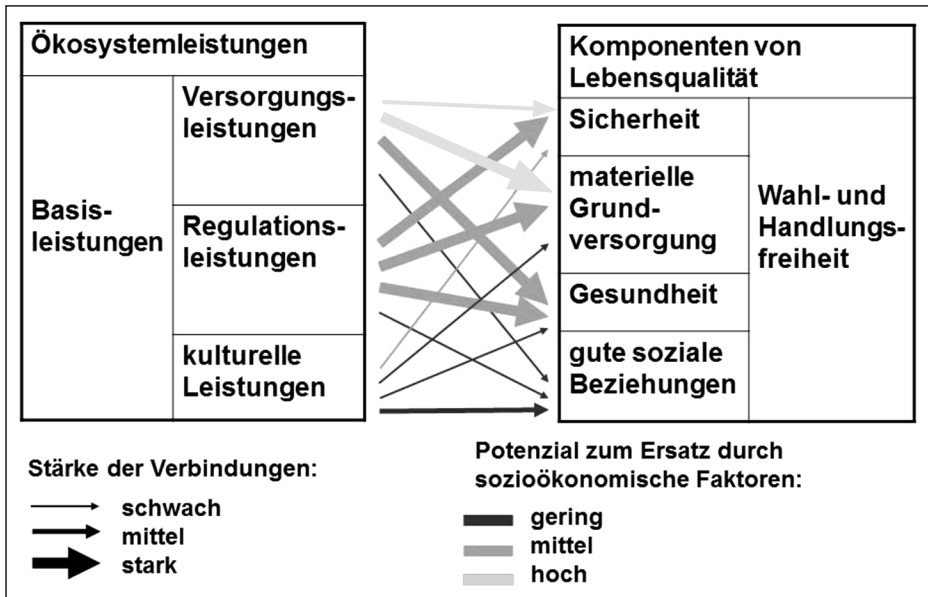 Ökosystemleistungen
Basis-
leistungen
Versorgungs-
leistungen
Regulations-
leistungen
kulturelle
Leistungen
Komponenten von
Lebensqualität
Sicherheit
materielle
Grund-
versorgung
Gesundheit
gute soziale
Beziehungen
Wahl- und
Handlungs-
freiheit
Stärke der Verbindungen:
schwach
mittel
stark
Potenzial zum Ersatz durch
sozioökonomische Faktoren:
gering
mittel
hoch